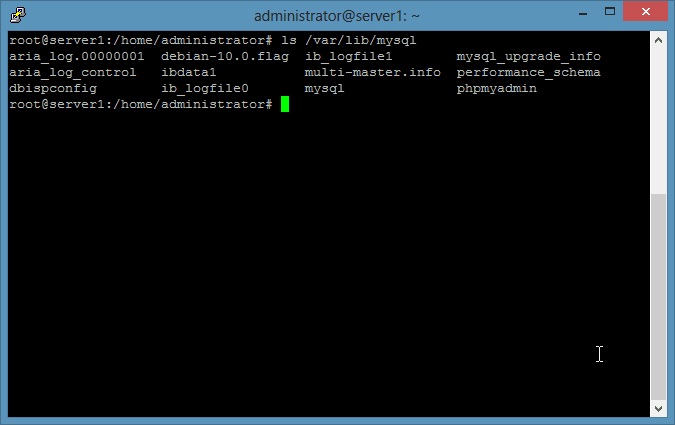 administrator@server1: ~
root@server1:/home/administrator# ls /var/lib/mysql
aria_log.00000001  debian-10.0.flag  ib_logfile1        mysql_upgrade_info
aria_log_control   ibdata1           multi-master.info  performance_schema
dbispconfig        ib_logfile0       mysql              phpmyadmin
root@server1:/home/administrator#